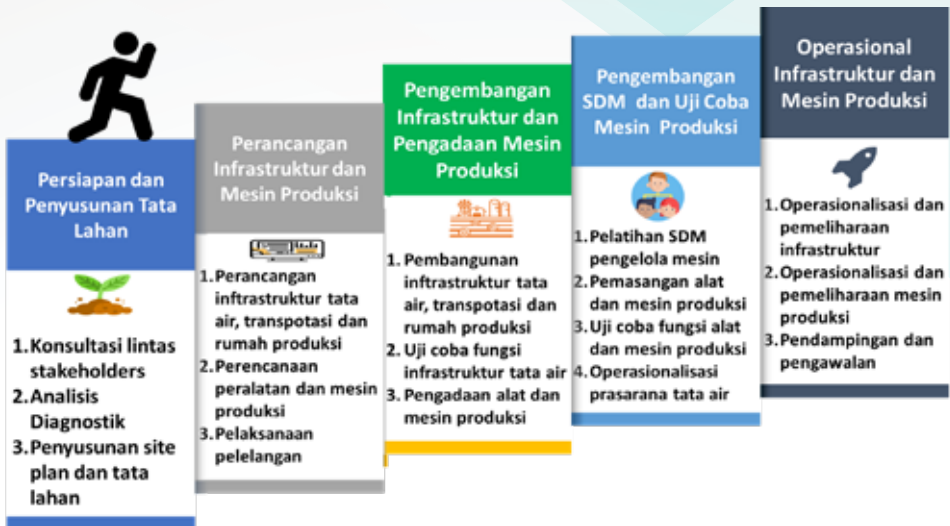 Persiapan dan
Penyusunan Tata
Lahan
1.Konsultasi lintas
stakeholders
2.Analisis
Diagnostik
3.Penyusunan site
plan dan tata
lahan
Perancangan
Infrastruktur dan
Mesin Produksi
1.Perancangan
inftrastruktur tata
air, transpotasi dan
rumah produksi
2.Perencanaan
peralatan dan mesin
produksi
3.Pelaksanaan
pelelangan
Pengembangan
Infrastruktur dan
Pengadaan Mesin
Produksi
1. Pembangunan
inftrastruktur tata
air, transpotasi dan
rumah produksi
2. Uji coba fungsi
infrastruktur tata air
3. Pengadaan alat dan
mesin produksi
Pengembangan
SDM dan Uji Coba
Mesin Produksi
1.Pelatihan SDM
pengelola mesin
2.Pemasangan alat
dan mesin produksi
3.Uji coba fungsi alat
dan mesin produksi
4.Operasionalisasi
prasarana tata air
Operasional
Infrastruktur dan
Mesin Produksi
1.Operasionalisasi dan
pemeliharaan
infrastruktur
2.Operasionalisasi dan
pemeliharaan mesin
produksi
3.Pendampingan dan
pengawalan